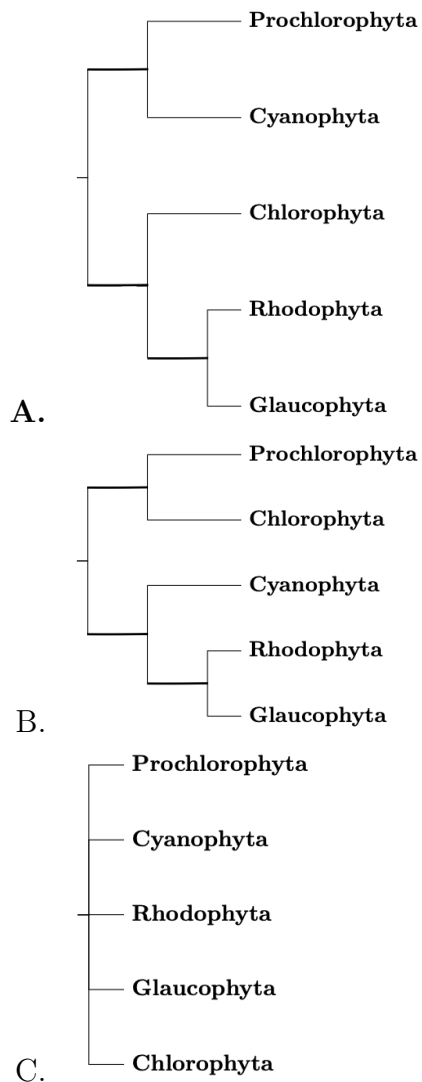 Prochlorophyta
Cyanophyta
Chlorophyta
Rhodophyta
Glaucophyta
A.
Prochlorophyta
Chlorophyta
Cyanophyta
Rhodophyta
Glaucophyta
B.
Prochlorophyta
Cyanophyta
Rhodophyta
Glaucophyta
Chlorophyta
C.